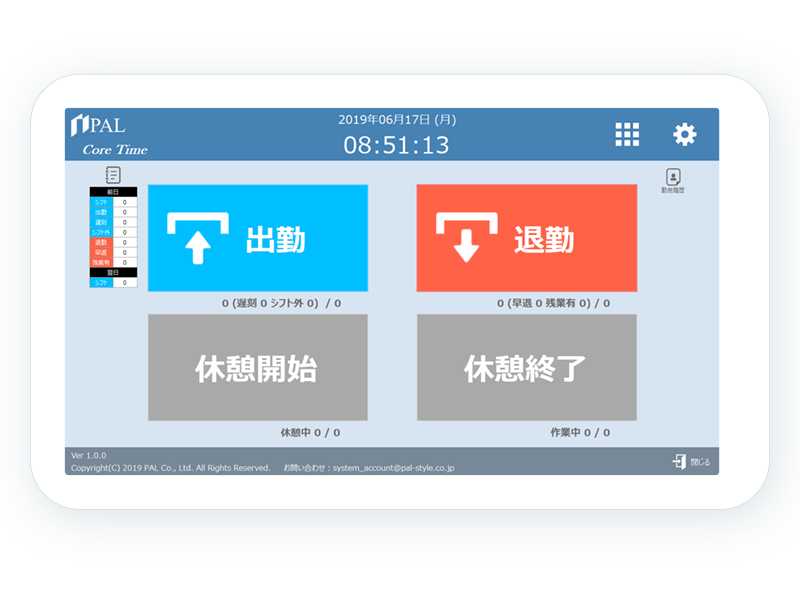 PAL
Core Time
2019年06月17日 (月)
08:51:13
勤怠履歴
前日
シフト 0
出勤 0
遅刻 0
シフト外 0
退勤 0
早退 0
残業有 0
翌日
シフト 0
出勤
退勤
0 (遅刻 0 シフト外 0) / 0
0 (早退 0 残業有 0) / 0
休憩開始
休憩終了
休憩中 0 / 0
作業中 0 / 0
Ver 1.0.0
Copyright(C) 2019 PAL Co., Ltd. All Rights Reserved. お問い合わせ : system_account@pal-style.co.jp
閉じる